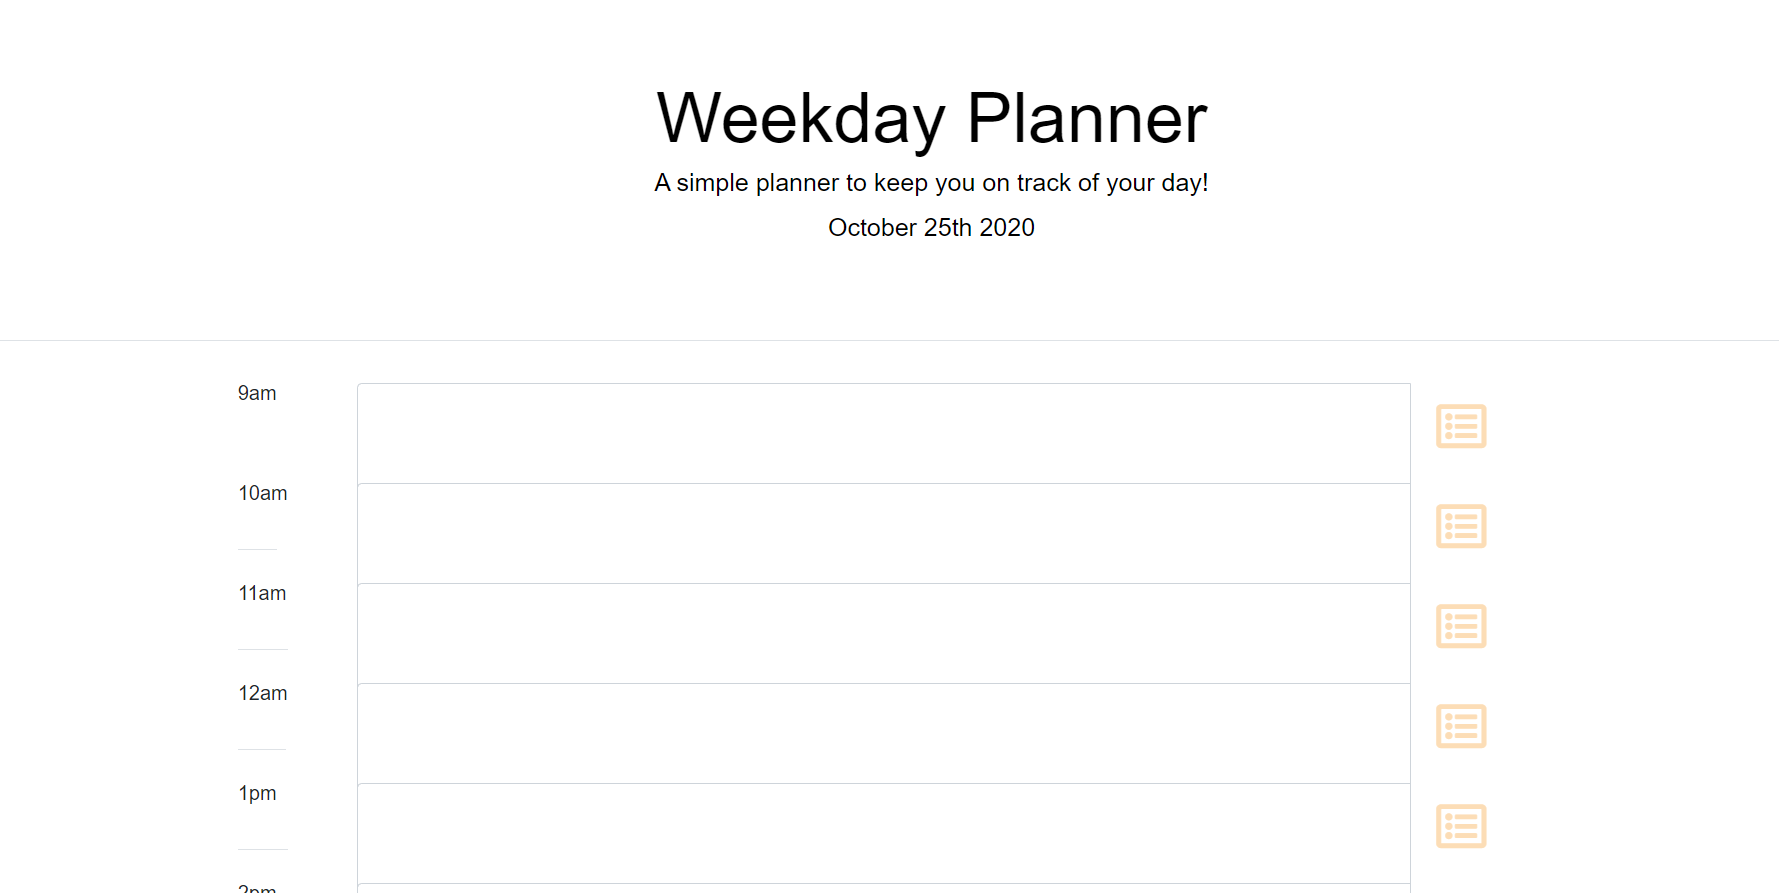 Weekday Planner
A simple planner to keep you on track of your day!
October 25th 2020
9am
10am
11am
12am
1pm
2pm